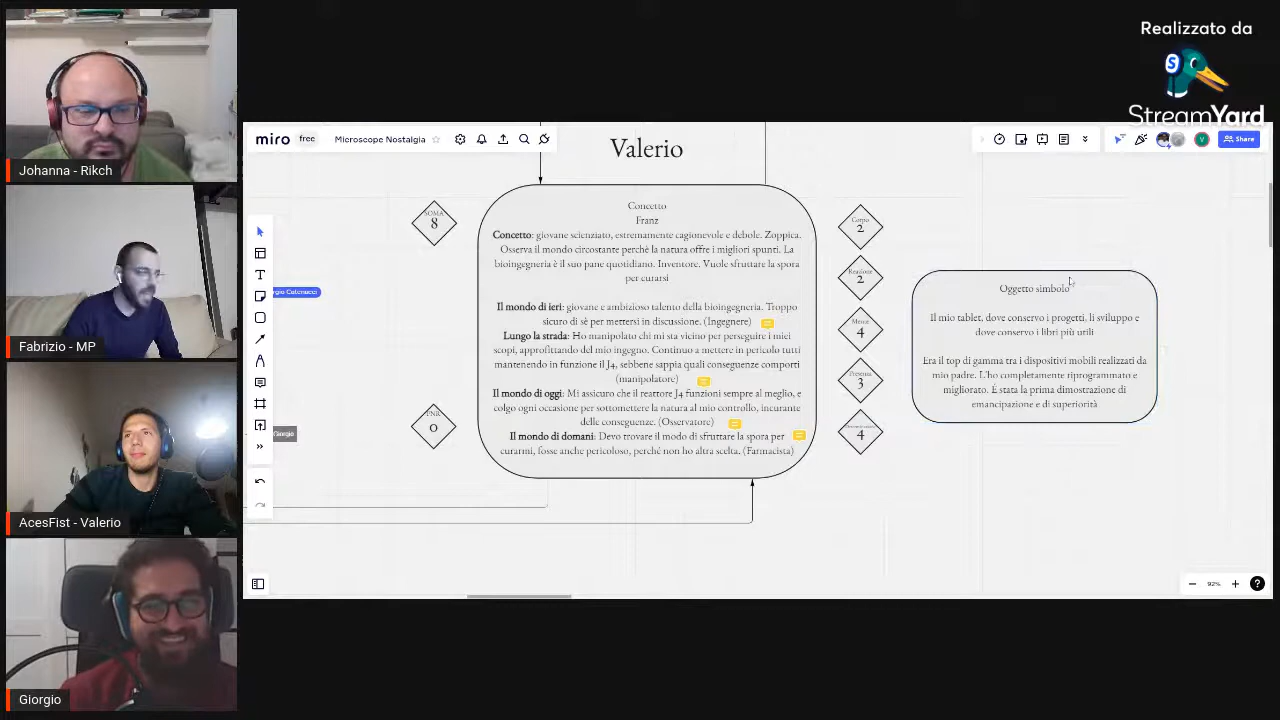 Realizzato da
StreamYard
Johanna - Rikch
Fabrizio - MP
AcesFist - Valerio
Giorgio
miro
free
Microscope Nostalgia
Share
Valerio
SOMA
8
PNR
0
Concetto
Franz
Concetto: giovane scienziato, estremamente cagionevole e debole. Zoppica.
Osserva il mondo circostante perchè la natura offre i migliori spunti. La
bioingegneria è il suo pane quotidiano. Inventore. Vuole sfruttare la spora
per curarsi
Il mondo di ieri: giovane e ambizioso talento della bioingegneria. Troppo
sicuro di sè per mettersi in discussione. (Ingegnere)
Lungo la strada: Ho manipolato chi mi sta vicino per perseguire i miei
scopi, approfittando del mio ingegno. Continuo a mettere in pericolo tutti
mantenendo in funzione il J4, sebbene sappia quali conseguenze comporti
(manipolatore)
Il mondo di oggi: Mi assicuro che il reattore J4 funzioni sempre al meglio, e
colgo ogni occasione per sottomettere la natura al mio controllo, incurante
delle conseguenze. (Osservatore)
Il mondo di domani: Devo trovare il modo di sfruttare la spora per
curarmi, fosse anche pericoloso, perché non ho altra scelta. (Farmacista)
Corpo
2
Reazione
2
Mente
4
Presenza
3
4
Oggetto simbolo
Il mio tablet, dove conservo i progetti, li sviluppo e
dove conservo i libri più utili
Era il top di gamma tra i dispositivi mobili realizzati da
mio padre. L'ho completamente riprogrammato e
migliorato. É stata la prima dimostrazione di
emancipazione e di superiorità
Giorgio
92%